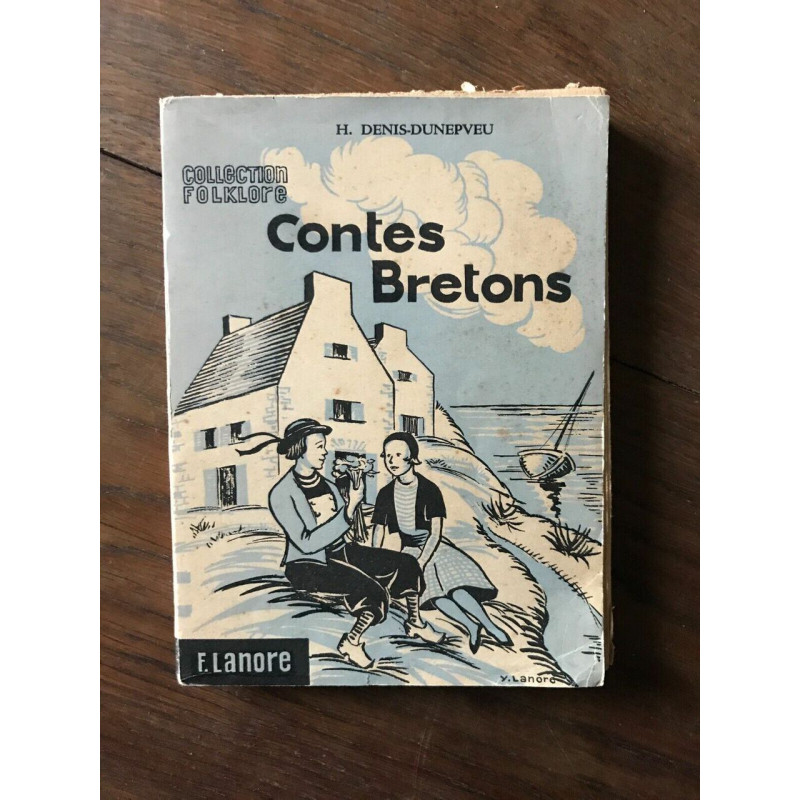 H. DENIS-DUNEPVEU
COLLECTION
FOLKLORE
Contes
Bretons
F. Lanore
Y. Lanore